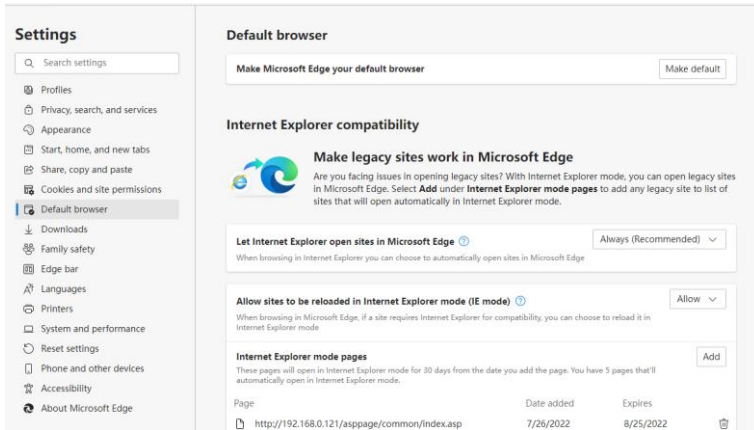 Settings
Search settings
Profiles
Privacy, search, and services
Appearance
Start, home, and new tabs
Share, copy and paste
Cookies and site permissions
Default browser
Downloads
Family safety
Edge bar
Languages
Printers
System and performance
Reset settings
Phone and other devices
Accessibility
About Microsoft Edge
Default browser
Make Microsoft Edge your default browser
Make default
Internet Explorer compatibility
Make legacy sites work in Microsoft Edge
Are you facing issues in opening legacy sites? With Internet Explorer mode, you can open legacy sites
in Microsoft Edge. Select Add under Internet Explorer mode pages to add any legacy site to list of
sites that will open automatically in Internet Explorer mode.
Let Internet Explorer open sites in Microsoft Edge
Always (Recommended)
When browsing in Internet Explorer you can choose to automatically open sites in Microsoft Edge
Allow sites to be reloaded in Internet Explorer mode (IE mode)
Allow
When browsing in Microsoft Edge, if a site requires Internet Explorer for compatibility, you can choose to reload it in
Internet Explorer mode
Internet Explorer mode pages
Add
These pages will open in Internet Explorer mode for 30 days from the date you add the page. You have 5 pages that'll
automatically open in Internet Explorer mode.
Page Date added Expires
http://192.168.0.121/asppage/common/index.asp 7/26/2022 8/25/2022